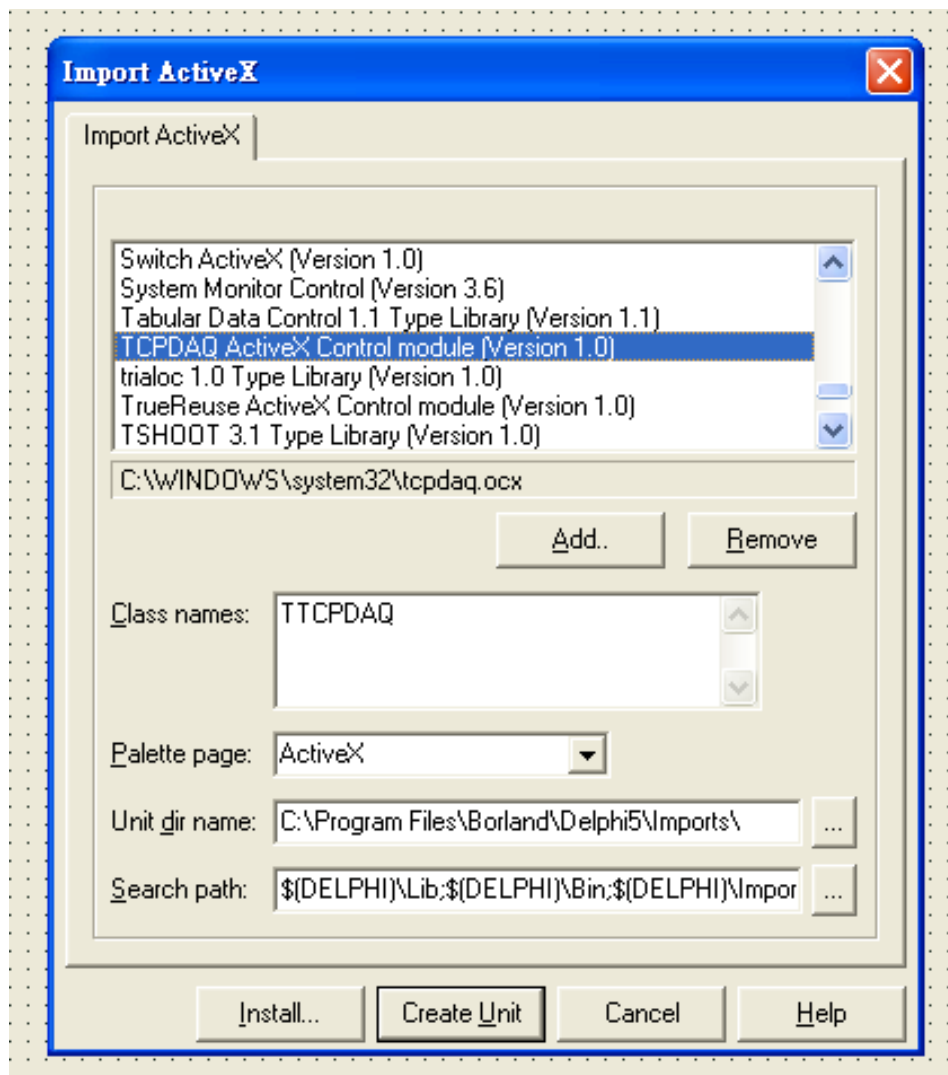 Import ActiveX
Import ActiveX
Switch ActiveX (Version 1.0)
System Monitor Control (Version 3.6)
Tabular Data Control 1.1 Type Library (Version 1.1)
TCPDAQ ActiveX Control module (Version 1.0)
trialoc 1.0 Type Library (Version 1.0)
TrueReuse ActiveX Control module (Version 1.0)
TSHOOT 3.1 Type Library (Version 1.0)
C:\WINDOWS\system32\tcpdaq.ocx
Add.. Remove
Class names: TTCPDAQ
Palette page: ActiveX
Unit dir name: C:\Program Files\Borland\Delphi5\Imports\ ...
Search path: $(DELPHI)\Lib;$(DELPHI)\Bin;$(DELPHI)\Impor ...
Install... Create Unit Cancel Help